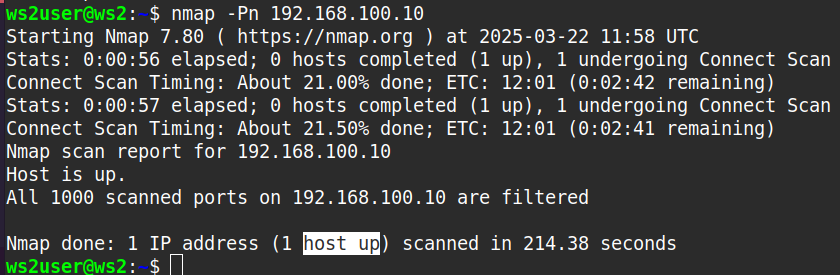 ws2user@ws2:~$ nmap -Pn 192.168.100.10
Starting Nmap 7.80 ( https://nmap.org ) at 2025-03-22 11:58 UTC
Stats: 0:00:56 elapsed; 0 hosts completed (1 up), 1 undergoing Connect Scan
Connect Scan Timing: About 21.00% done; ETC: 12:01 (0:02:42 remaining)
Stats: 0:00:57 elapsed; 0 hosts completed (1 up), 1 undergoing Connect Scan
Connect Scan Timing: About 21.50% done; ETC: 12:01 (0:02:41 remaining)
Nmap scan report for 192.168.100.10
Host is up.
All 1000 scanned ports on 192.168.100.10 are filtered
Nmap done: 1 IP address (1 host up) scanned in 214.38 seconds
ws2user@ws2:~$